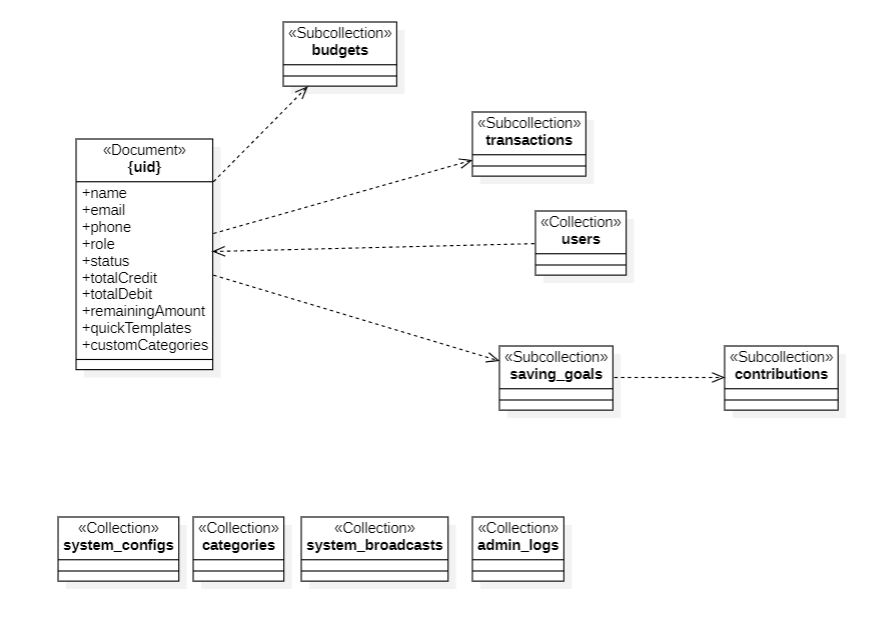 «Subcollection»
budgets
«Subcollection»
transactions
«Document»
{uid}
+name
+email
+phone
+role
+status
+totalCredit
+totalDebit
+remainingAmount
+quickTemplates
+customCategories
«Collection»
users
«Subcollection»
saving_goals
«Subcollection»
contributions
«Collection»
system_configs
«Collection»
categories
«Collection»
system_broadcasts
«Collection»
admin_logs